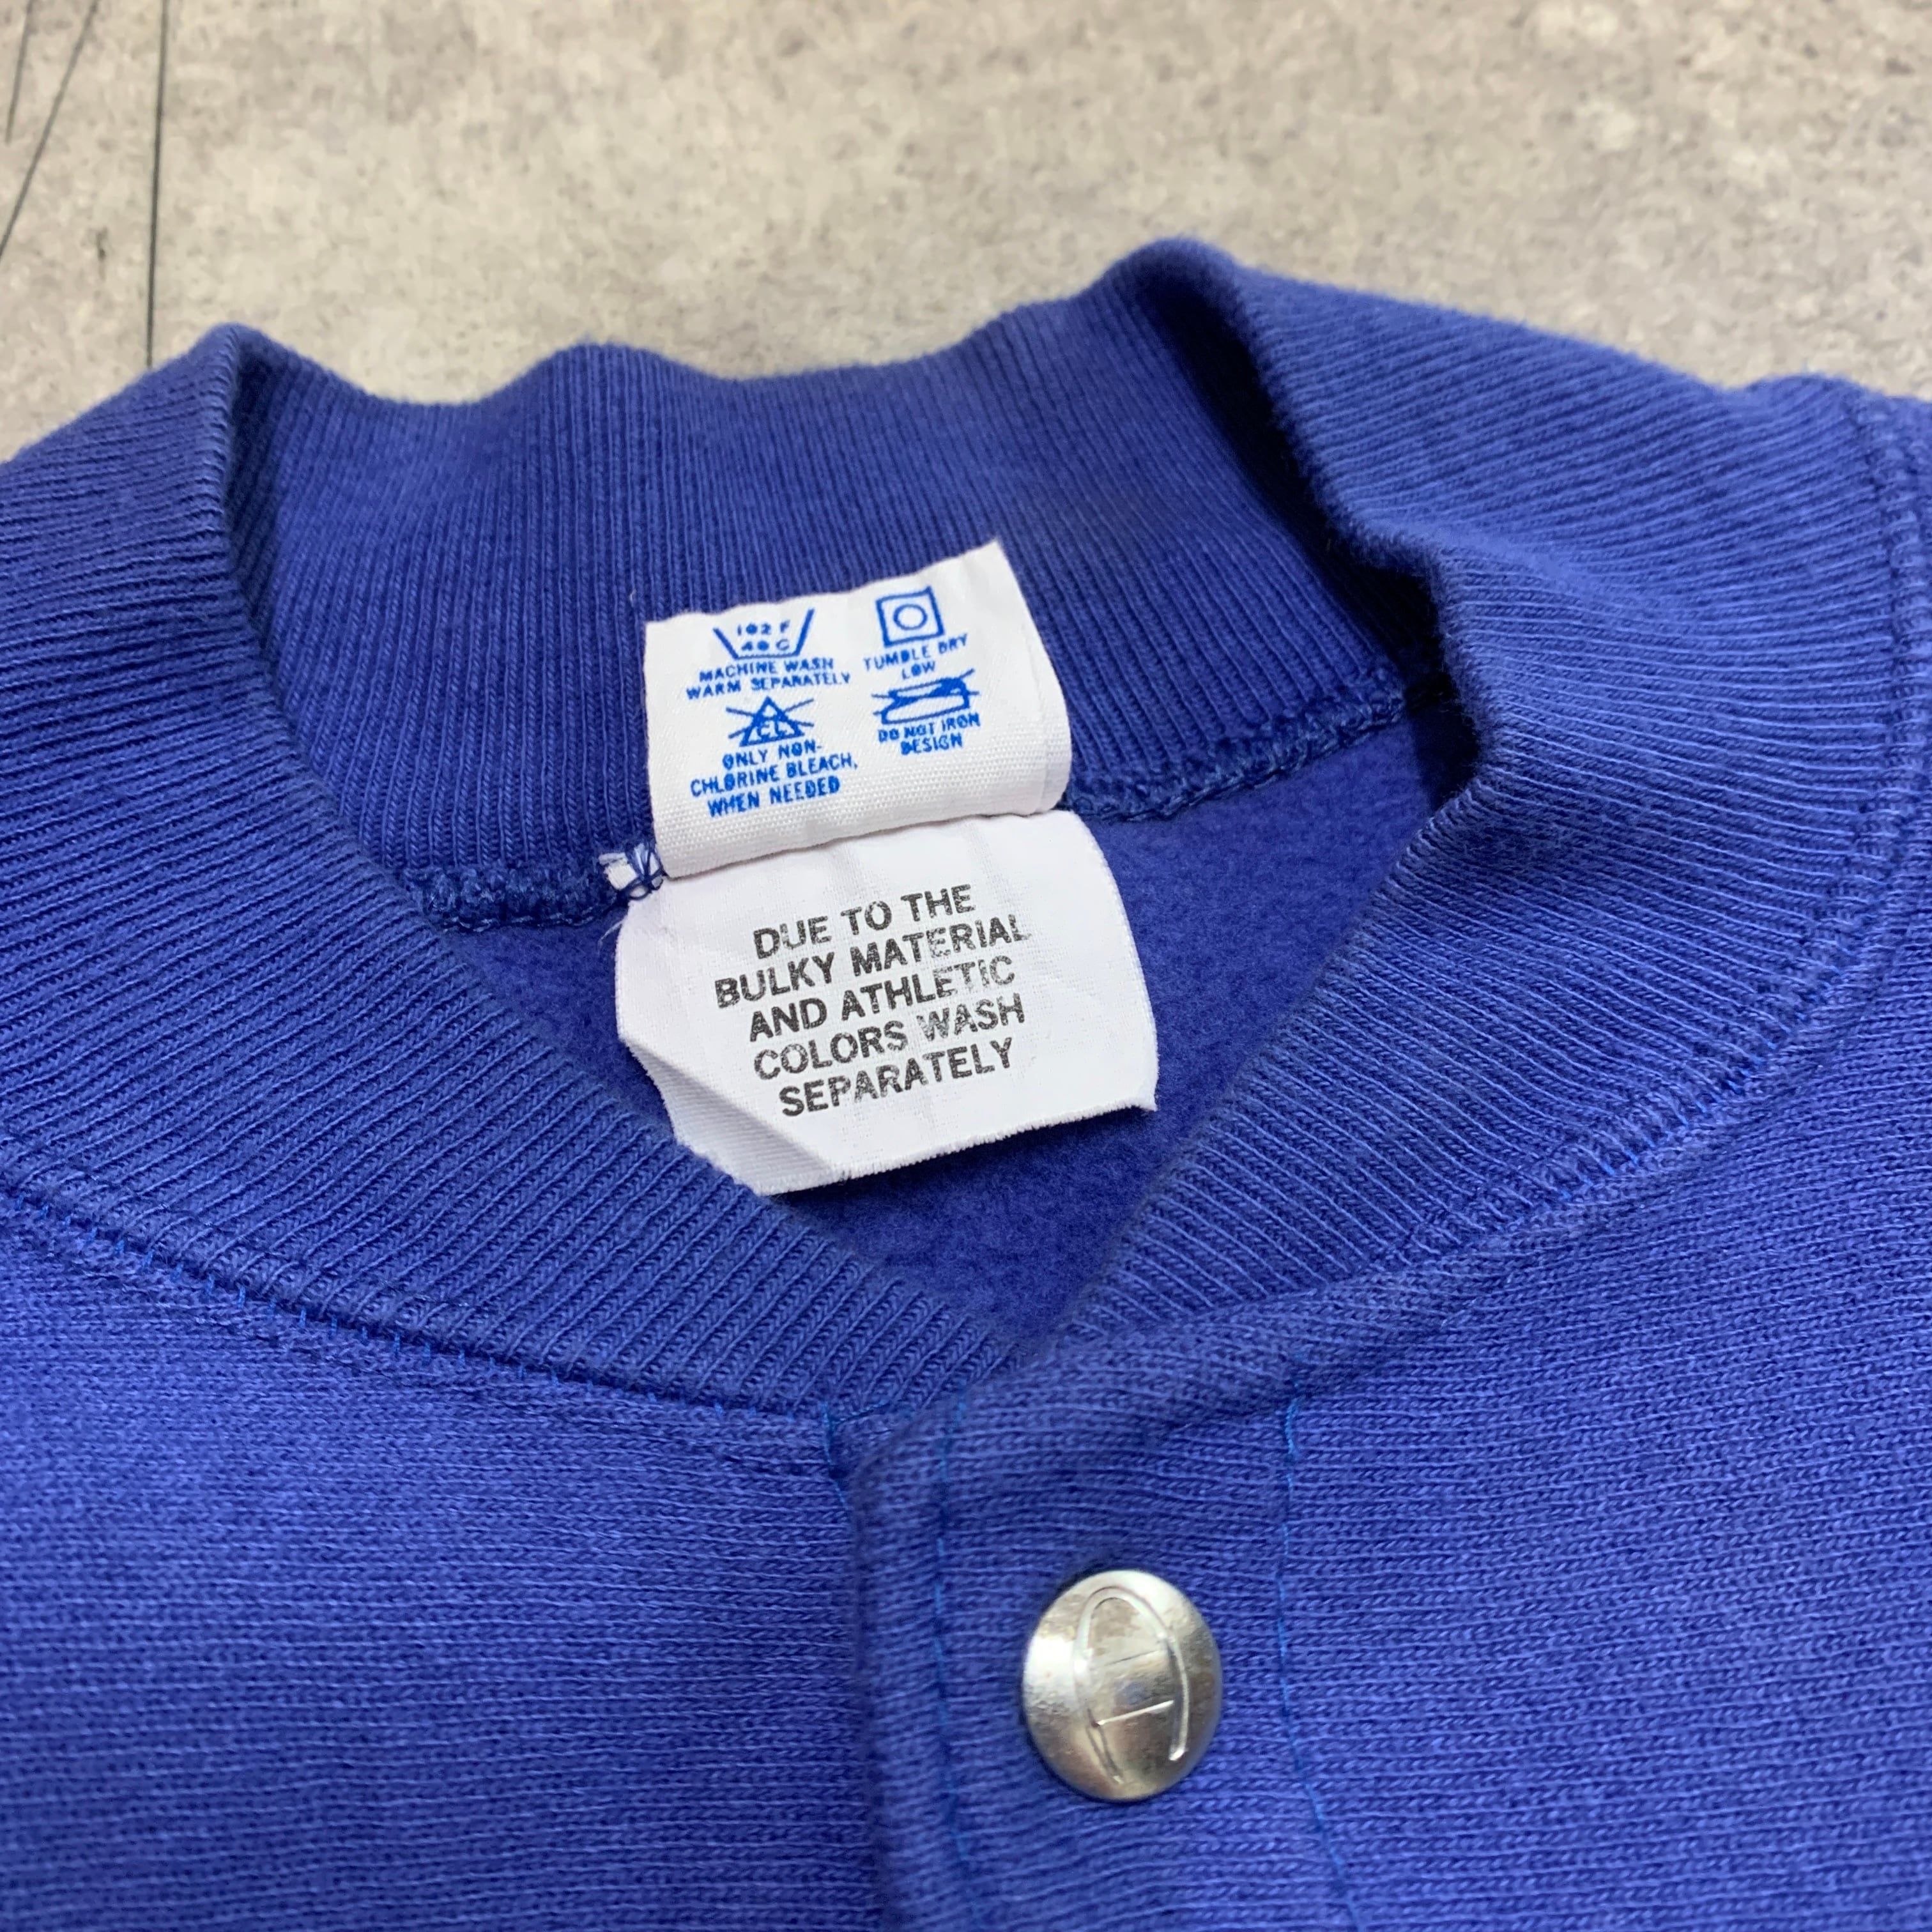 102 F
40 C
MACHINE WASH
WARM SEPARATELY
TUMBLE DRY
LOW
CL
ONLY NON-
CHLORINE BLEACH,
WHEN NEEDED
DO NOT IRON
DESIGN
DUE TO THE
BULKY MATERIAL
AND ATHLETIC
COLORS WASH
SEPARATELY